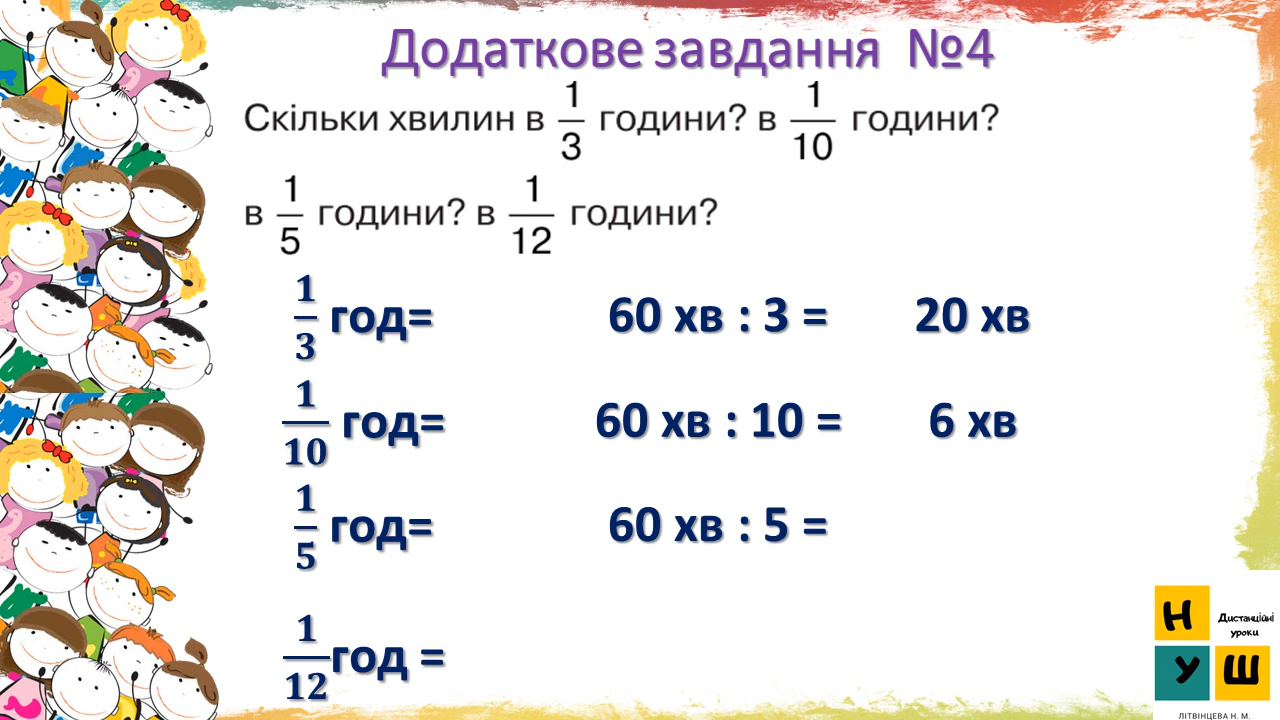 Додаткове завдання №4
Скільки хвилин в 1/3 години? в 1/10 години?
в 1/5 години? в 1/12 години?
1/3 год= 60 хв : 3 = 20 хв
1/10 год= 60 хв : 10 = 6 хв
1/5 год= 60 хв : 5 =
1/12 год =
Н Дистанційні
уроки
У Ш
ЛІТВІНЦЕВА Н. М.